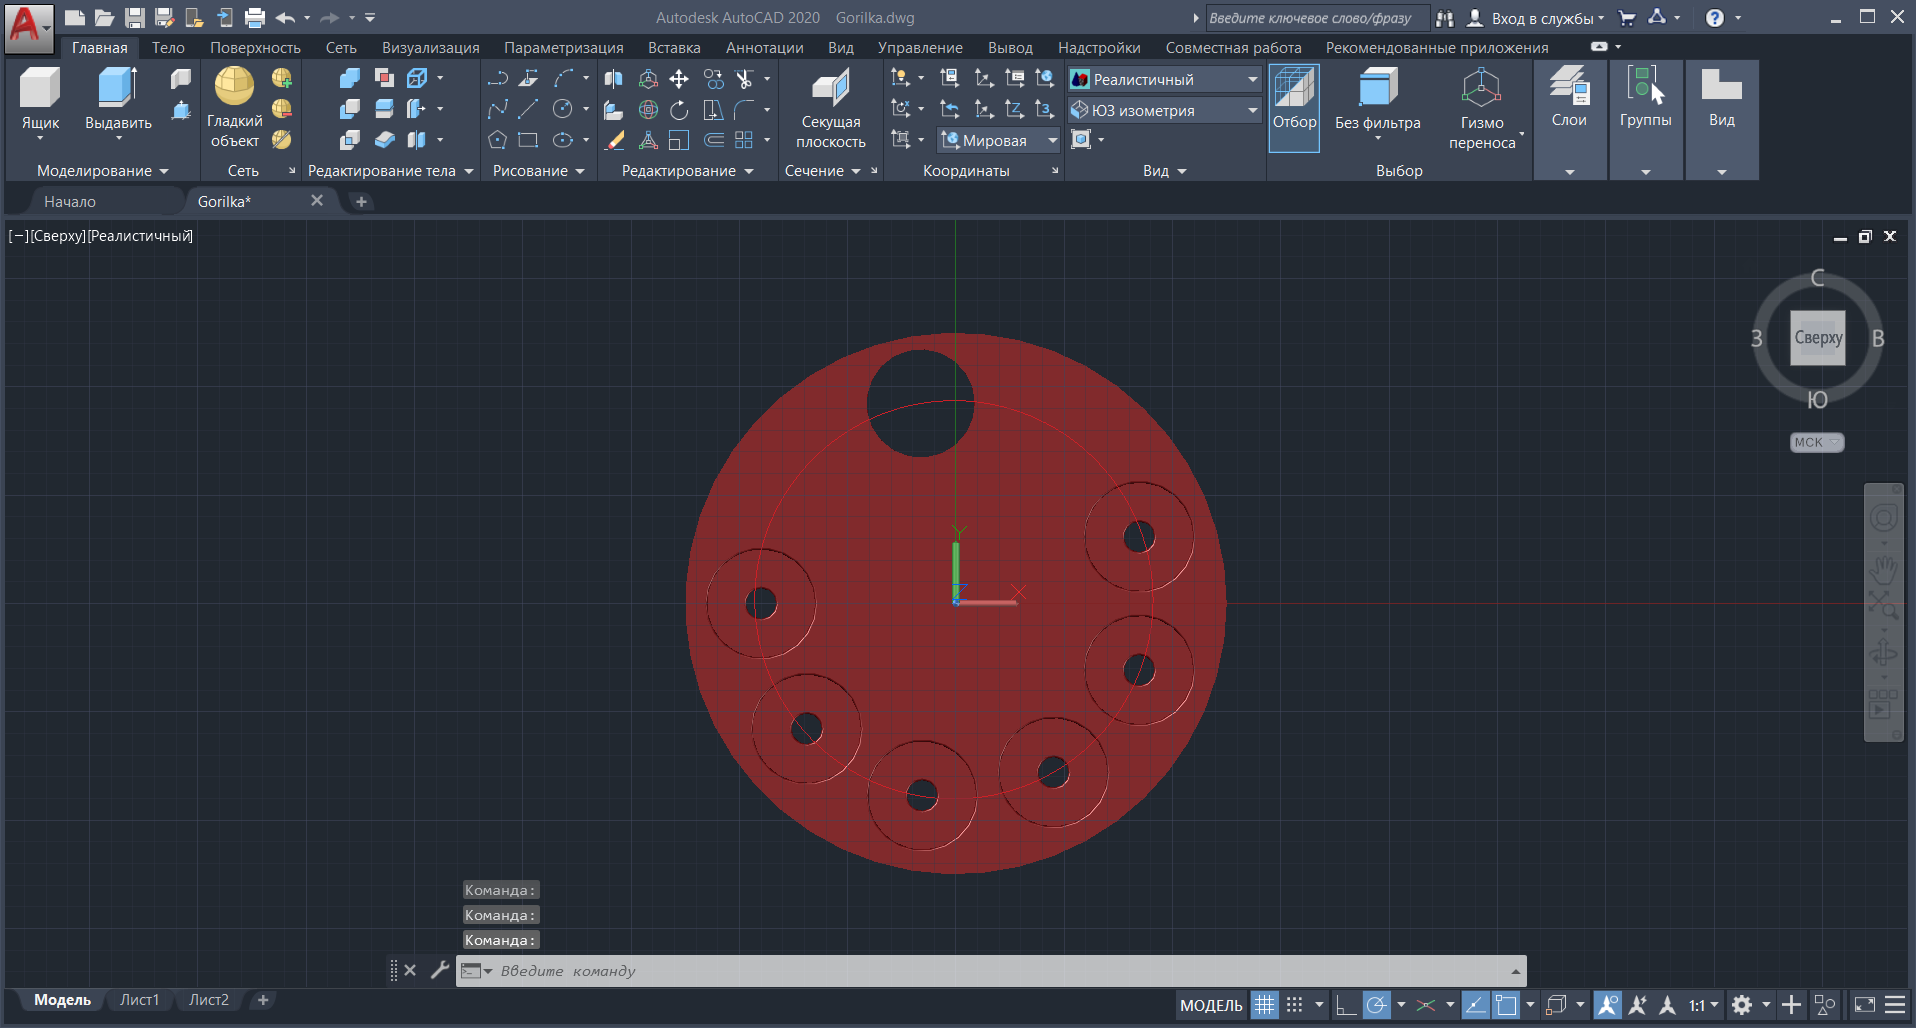 Autodesk AutoCAD 2020 Gorilka.dwg
Введите ключевое слово/фразу
Вход в службы
Главная Тело Поверхность Сеть Визуализация Параметризация Вставка Аннотации Вид Управление Вывод Надстройки Совместная работа Рекомендованные приложения
Ящик
Выдавить
Гладкий
объект
Секущая
плоскость
Реалистичный
ЮЗ изометрия
Мировая
Отбор
Без фильтра
Гизмо
переноса
Слои
Группы
Вид
Моделирование Сеть Редактирование тела Рисование Редактирование Сечение Координаты Вид Выбор
Начало
Gorilka*
[−][Сверху][Реалистичный]
С
З
Сверху
В
Ю
МСК
Y
X
Команда:
Команда:
Команда:
Введите команду
Модель Лист1 Лист2
МОДЕЛЬ
1:1